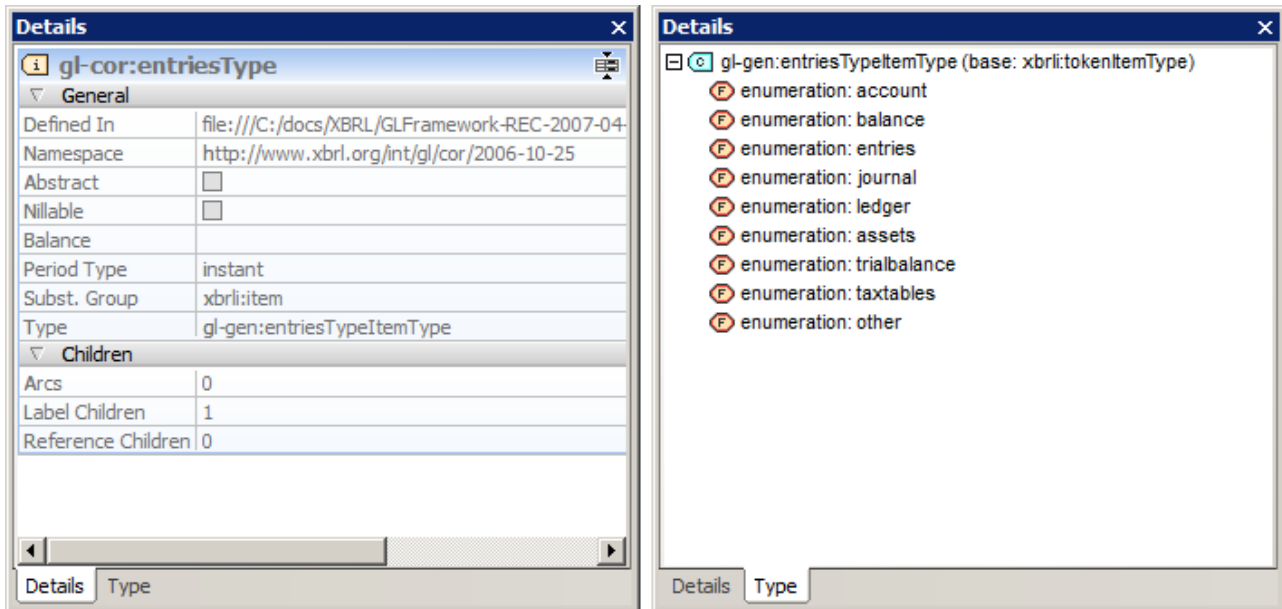 Details
gl-cor:entriesType
General
Defined In file:///C:/docs/XBRL/GLFramework-REC-2007-04-
Namespace http://www.xbrl.org/int/gl/cor/2006-10-25
Abstract
Nillable
Balance
Period Type instant
Subst. Group xbrli:item
Type gl-gen:entriesTypeItemType
Children
Arcs 0
Label Children 1
Reference Children 0
Details Type
Details
gl-gen:entriesTypeItemType (base: xbrli:tokenItemType)
enumeration: account
enumeration: balance
enumeration: entries
enumeration: journal
enumeration: ledger
enumeration: assets
enumeration: trialbalance
enumeration: taxtables
enumeration: other
Details Type